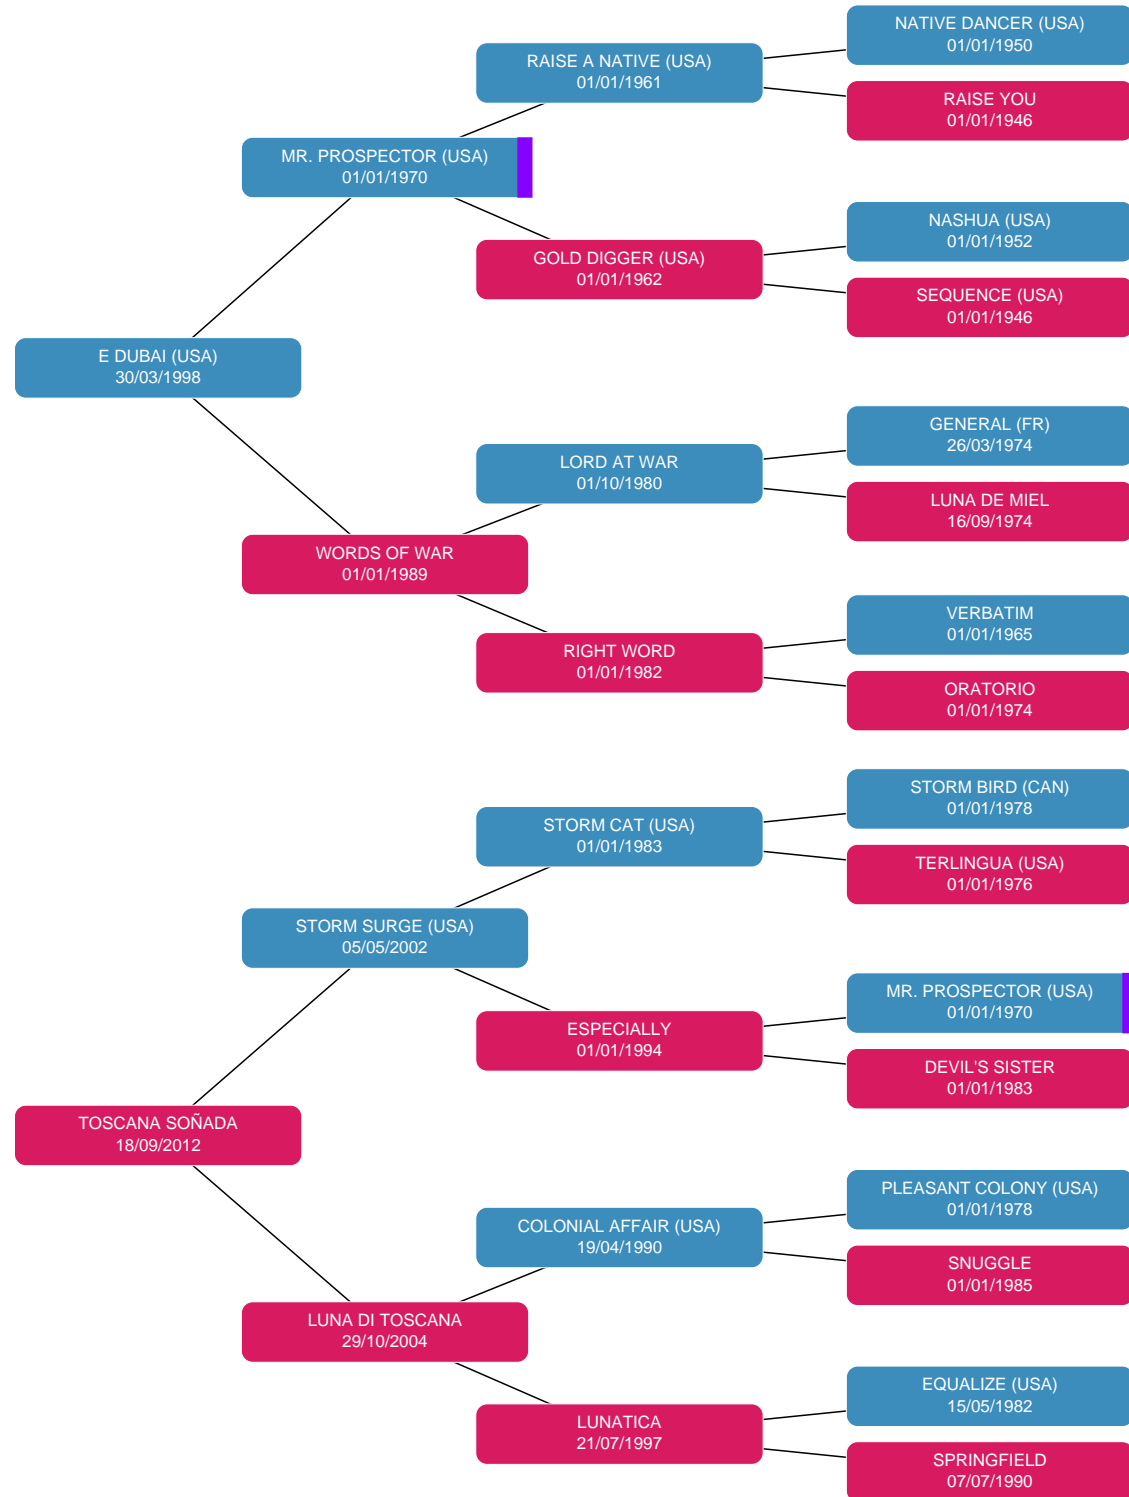 NATIVE DANCER (USA)
01/01/1950
RAISE A NATIVE (USA)
01/01/1961
RAISE YOU
01/01/1946
MR. PROSPECTOR (USA)
01/01/1970
NASHUA (USA)
01/01/1952
GOLD DIGGER (USA)
01/01/1962
SEQUENCE (USA)
01/01/1946
E DUBAI (USA)
30/03/1998
GENERAL (FR)
26/03/1974
LORD AT WAR
01/10/1980
LUNA DE MIEL
16/09/1974
WORDS OF WAR
01/01/1989
VERBATIM
01/01/1965
RIGHT WORD
01/01/1982
ORATORIO
01/01/1974
STORM BIRD (CAN)
01/01/1978
STORM CAT (USA)
01/01/1983
TERLINGUA (USA)
01/01/1976
STORM SURGE (USA)
05/05/2002
MR. PROSPECTOR (USA)
01/01/1970
ESPECIALLY
01/01/1994
DEVIL'S SISTER
01/01/1983
TOSCANA SOÑADA
18/09/2012
PLEASANT COLONY (USA)
01/01/1978
COLONIAL AFFAIR (USA)
19/04/1990
SNUGGLE
01/01/1985
LUNA DI TOSCANA
29/10/2004
EQUALIZE (USA)
15/05/1982
LUNATICA
21/07/1997
SPRINGFIELD
07/07/1990